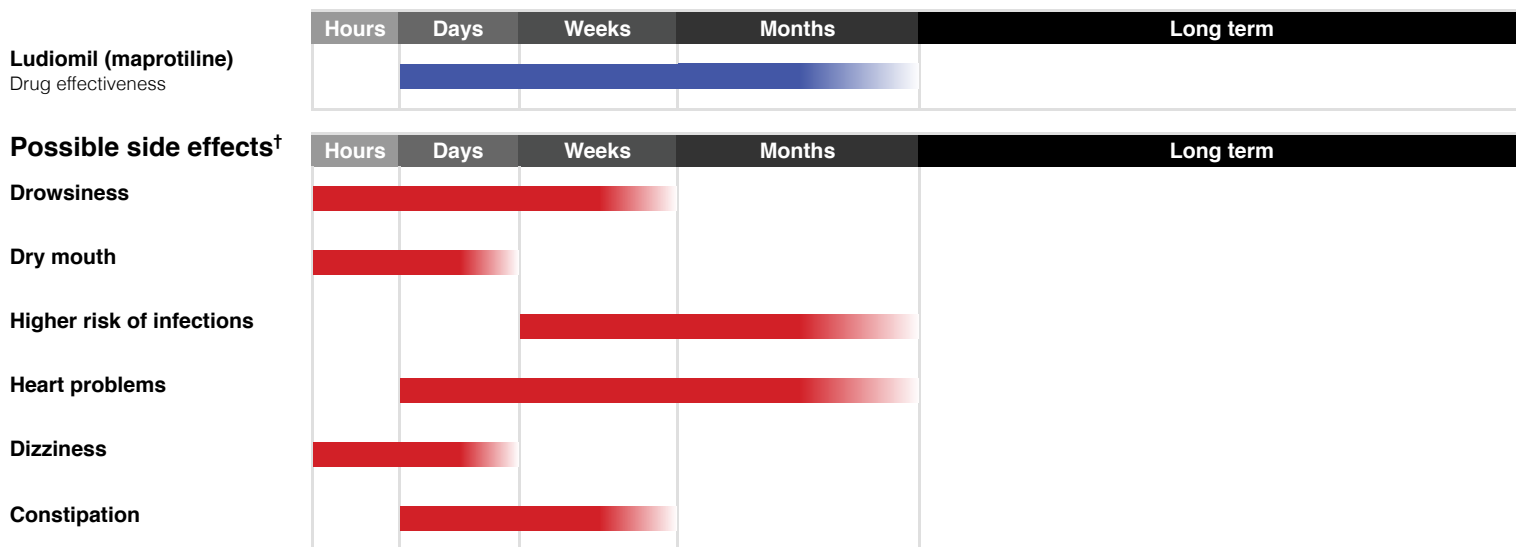 Hours Days Weeks Months Long term
Ludiomil (maprotiline)
Drug effectiveness
Possible side effects† Hours Days Weeks Months Long term
Drowsiness
Dry mouth
Higher risk of infections
Heart problems
Dizziness
Constipation